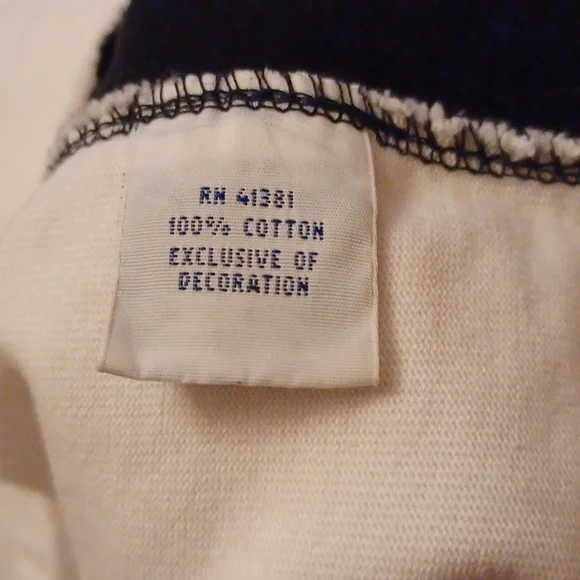 RN 41381
100% COTTON
EXCLUSIVE OF
DECORATION